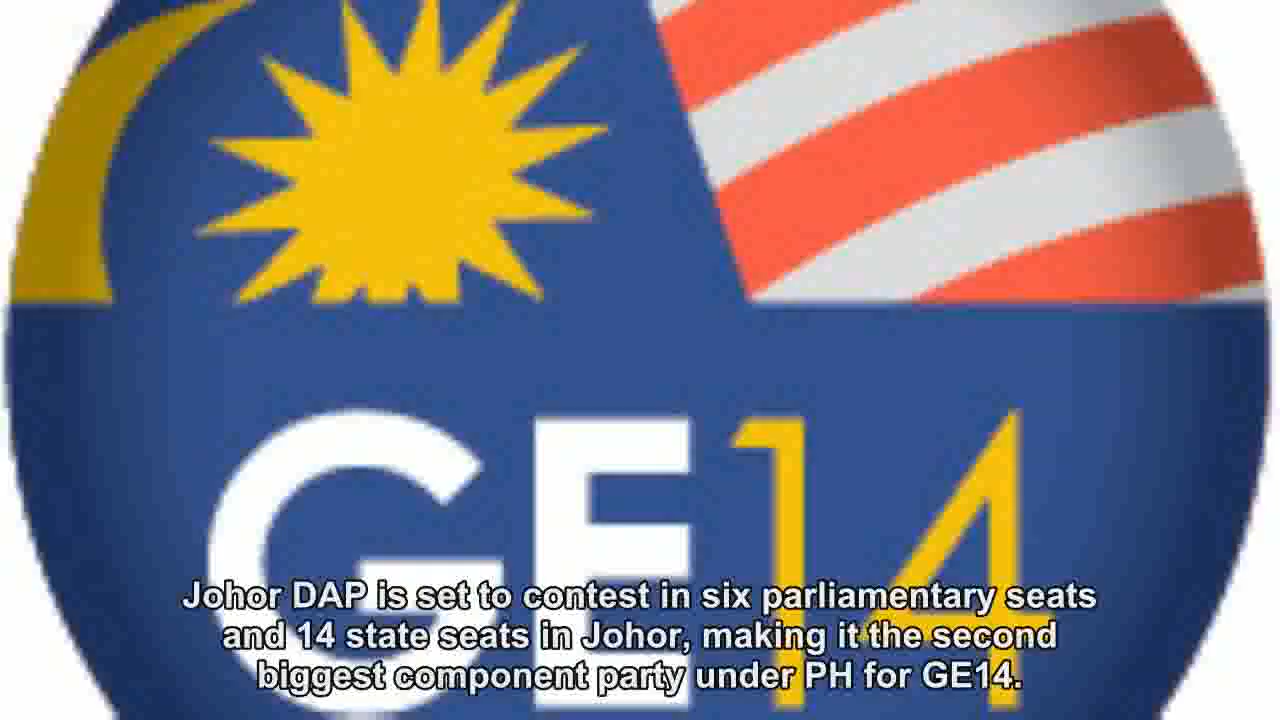 GE14
Johor DAP is set to contest in six parliamentary seats
and 14 state seats in Johor, making it the second
biggest component party under PH for GE14.